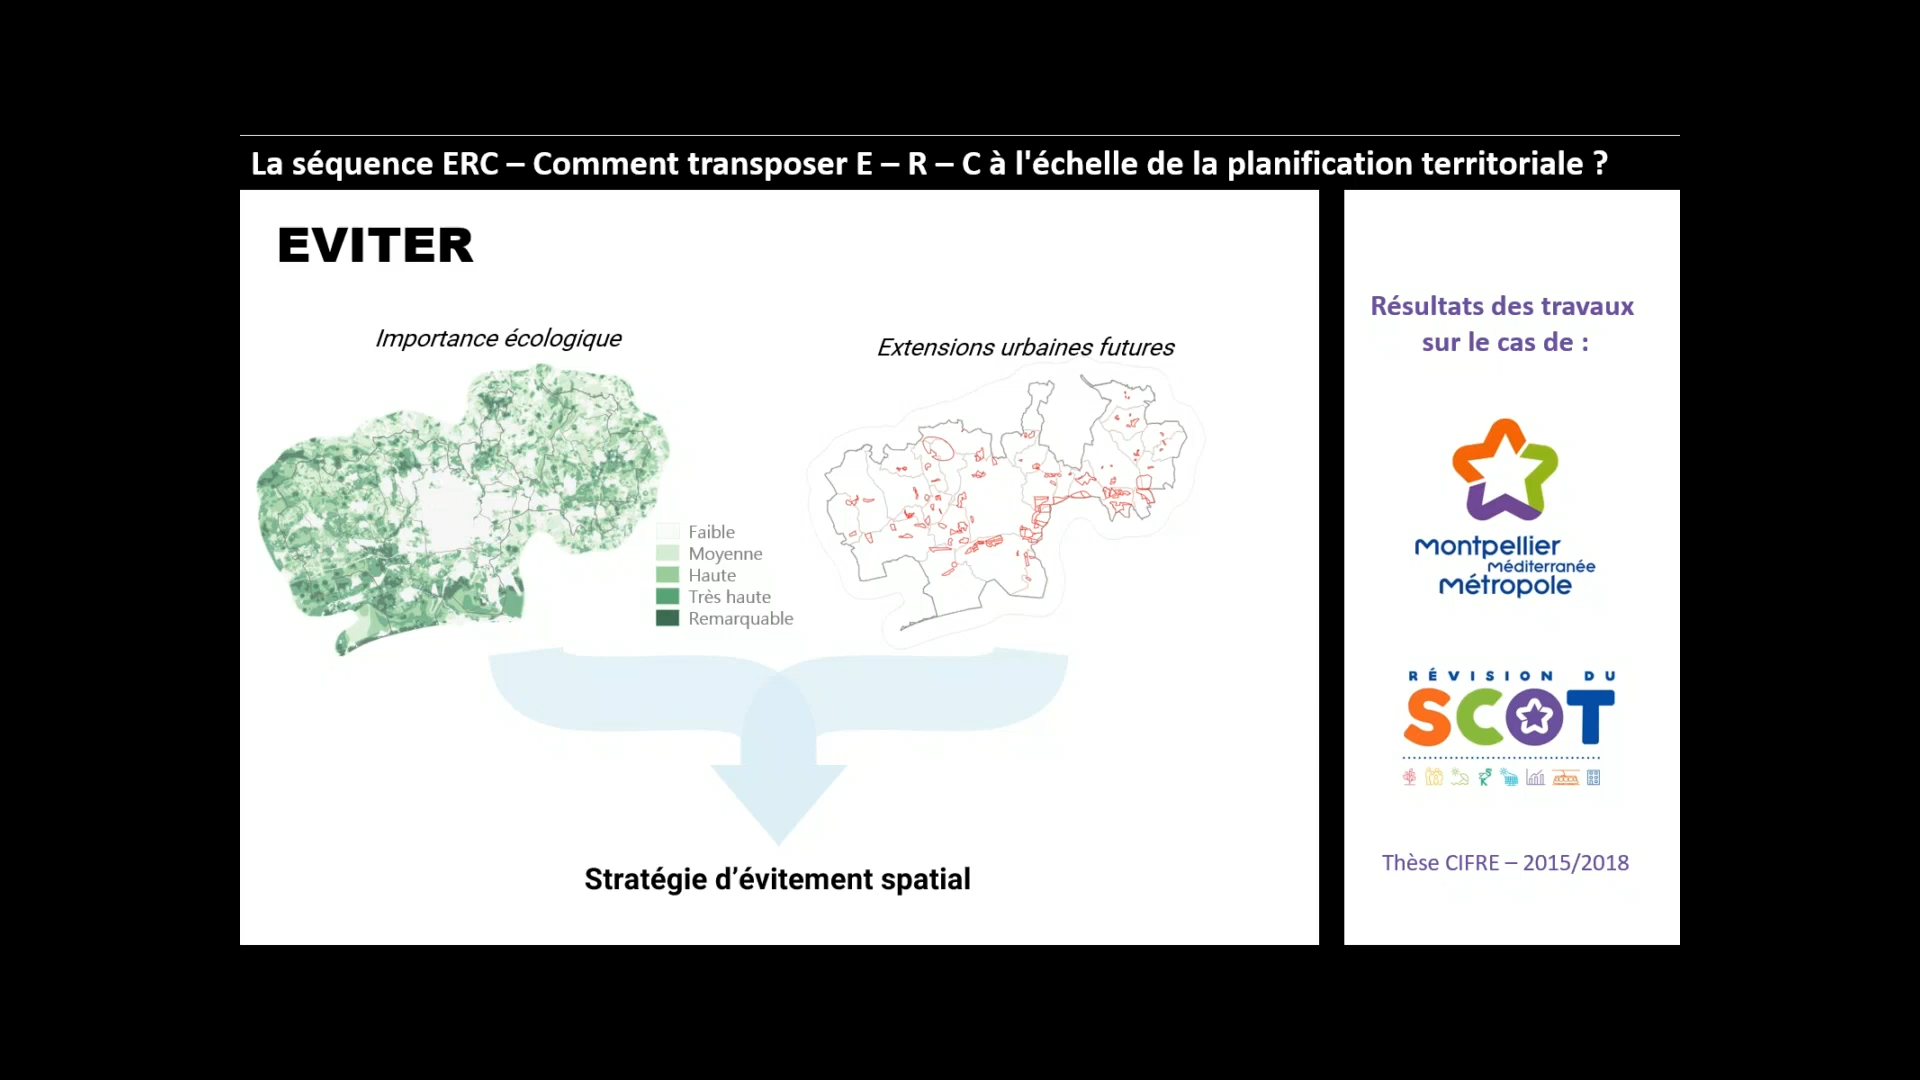 La séquence ERC – Comment transposer E – R – C à l'échelle de la planification territoriale ?
EVITER
Importance écologique
Extensions urbaines futures
Faible
Moyenne
Haute
Très haute
Remarquable
Stratégie d’évitement spatial
Résultats des travaux
sur le cas de :
montpellier
méditerranée
métropole
RÉVISION DU
SCOT
Thèse CIFRE – 2015/2018